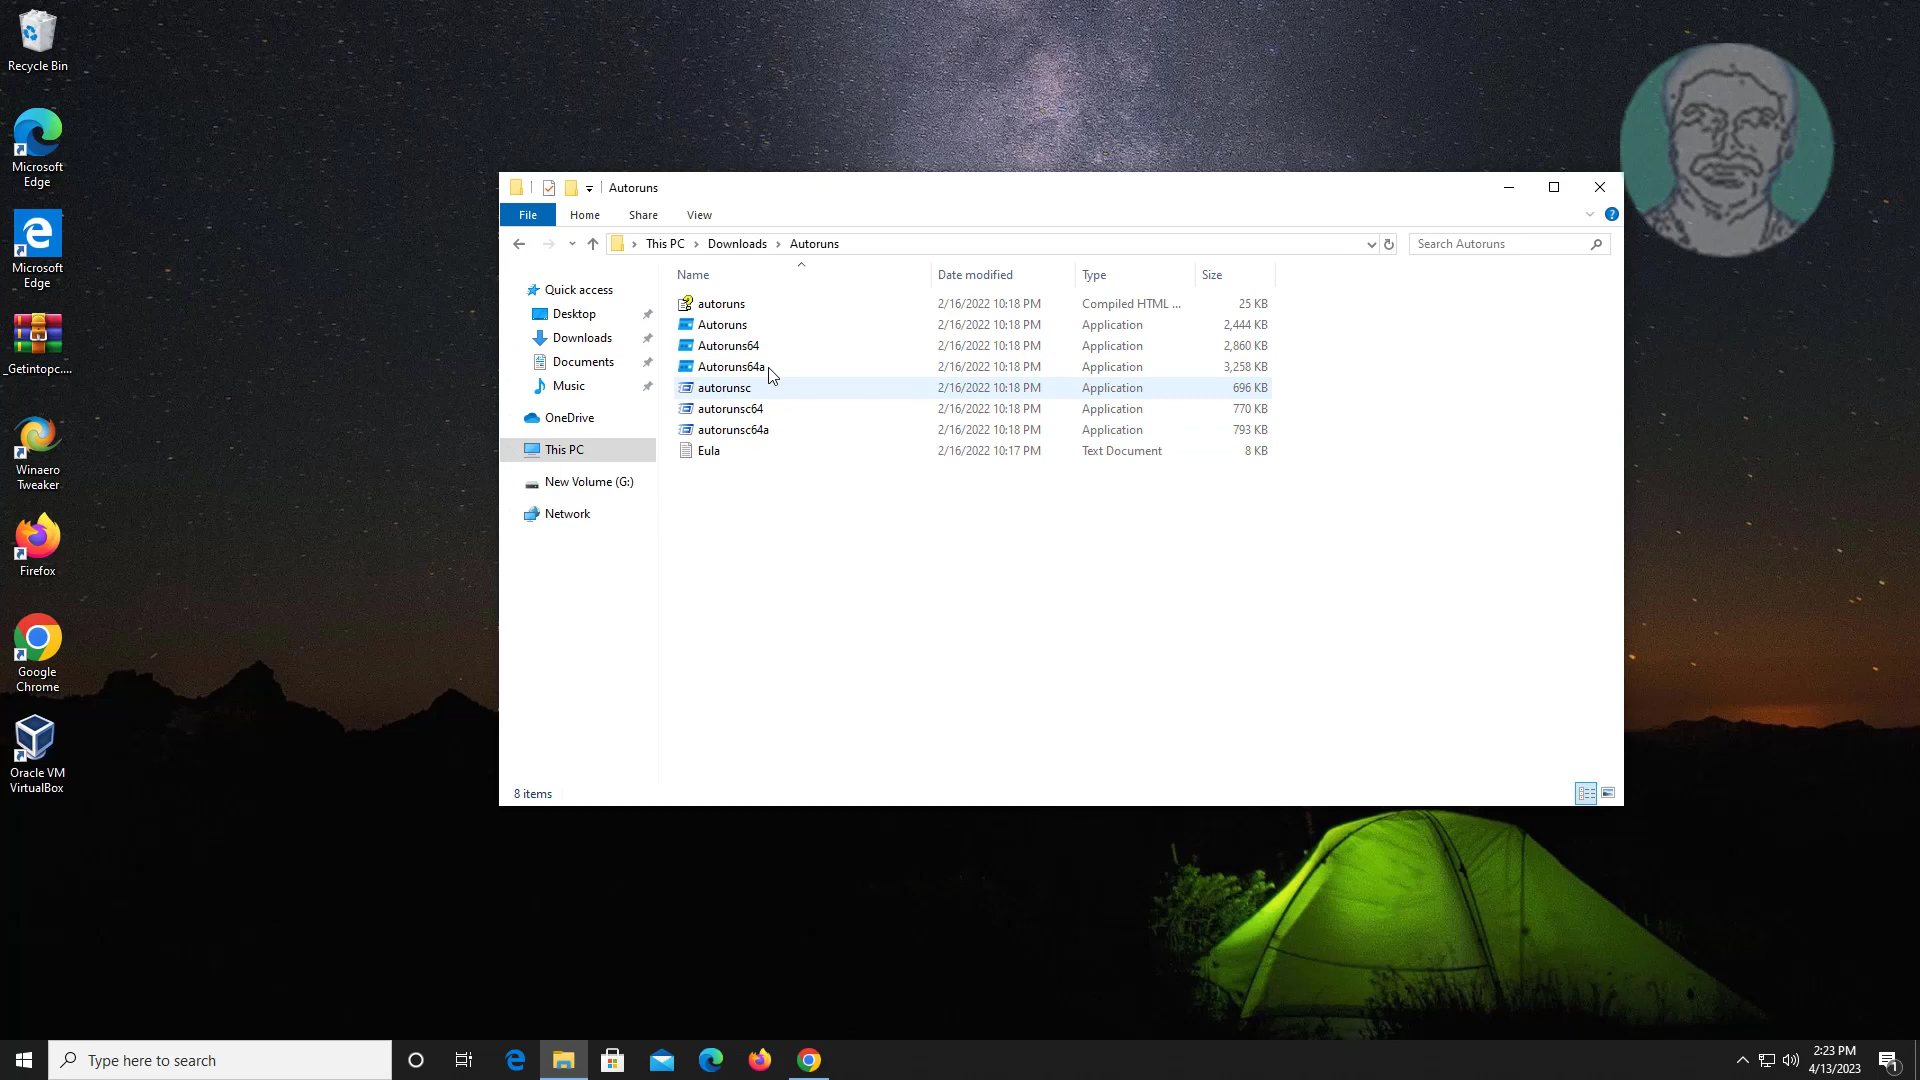 Recycle Bin
Microsoft
Edge
Microsoft
Edge
_Getintopc....
Winaero
Tweaker
Firefox
Google
Chrome
Oracle VM
VirtualBox
Autoruns
File Home Share View
This PC Downloads Autoruns
Search Autoruns
Quick access
Desktop
Downloads
Documents
Music
OneDrive
This PC
New Volume (G:)
Network
Name Date modified Type Size
autoruns 2/16/2022 10:18 PM Compiled HTML ... 25 KB
Autoruns 2/16/2022 10:18 PM Application 2,444 KB
Autoruns64 2/16/2022 10:18 PM Application 2,860 KB
Autoruns64a 2/16/2022 10:18 PM Application 3,258 KB
autorunsc 2/16/2022 10:18 PM Application 696 KB
autorunsc64 2/16/2022 10:18 PM Application 770 KB
autorunsc64a 2/16/2022 10:18 PM Application 793 KB
Eula 2/16/2022 10:17 PM Text Document 8 KB
8 items
Type here to search
2:23 PM
4/13/2023
1